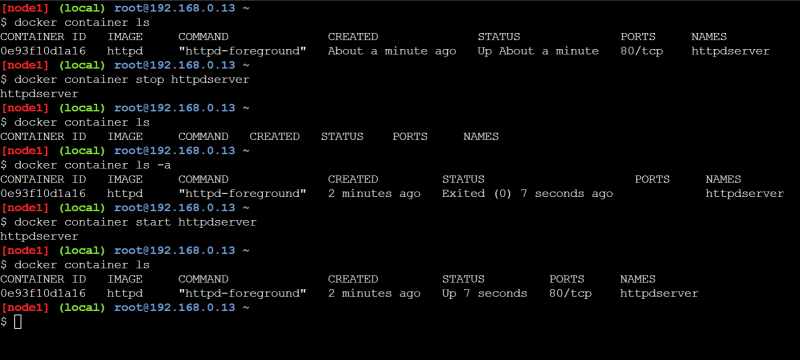 [node1] (local) root@192.168.0.13 ~
$ docker container ls
CONTAINER ID   IMAGE     COMMAND              CREATED              STATUS              PORTS     NAMES
0e93f10d1a16   httpd     "httpd-foreground"   About a minute ago   Up About a minute   80/tcp    httpdserver
[node1] (local) root@192.168.0.13 ~
$ docker container stop httpdserver
httpdserver
[node1] (local) root@192.168.0.13 ~
$ docker container ls
CONTAINER ID   IMAGE     COMMAND   CREATED   STATUS    PORTS     NAMES
[node1] (local) root@192.168.0.13 ~
$ docker container ls -a
CONTAINER ID   IMAGE     COMMAND              CREATED         STATUS                     PORTS     NAMES
0e93f10d1a16   httpd     "httpd-foreground"   2 minutes ago   Exited (0) 7 seconds ago             httpdserver
[node1] (local) root@192.168.0.13 ~
$ docker container start httpdserver
httpdserver
[node1] (local) root@192.168.0.13 ~
$ docker container ls
CONTAINER ID   IMAGE     COMMAND              CREATED         STATUS         PORTS     NAMES
0e93f10d1a16   httpd     "httpd-foreground"   2 minutes ago   Up 7 seconds   80/tcp    httpdserver
[node1] (local) root@192.168.0.13 ~
$